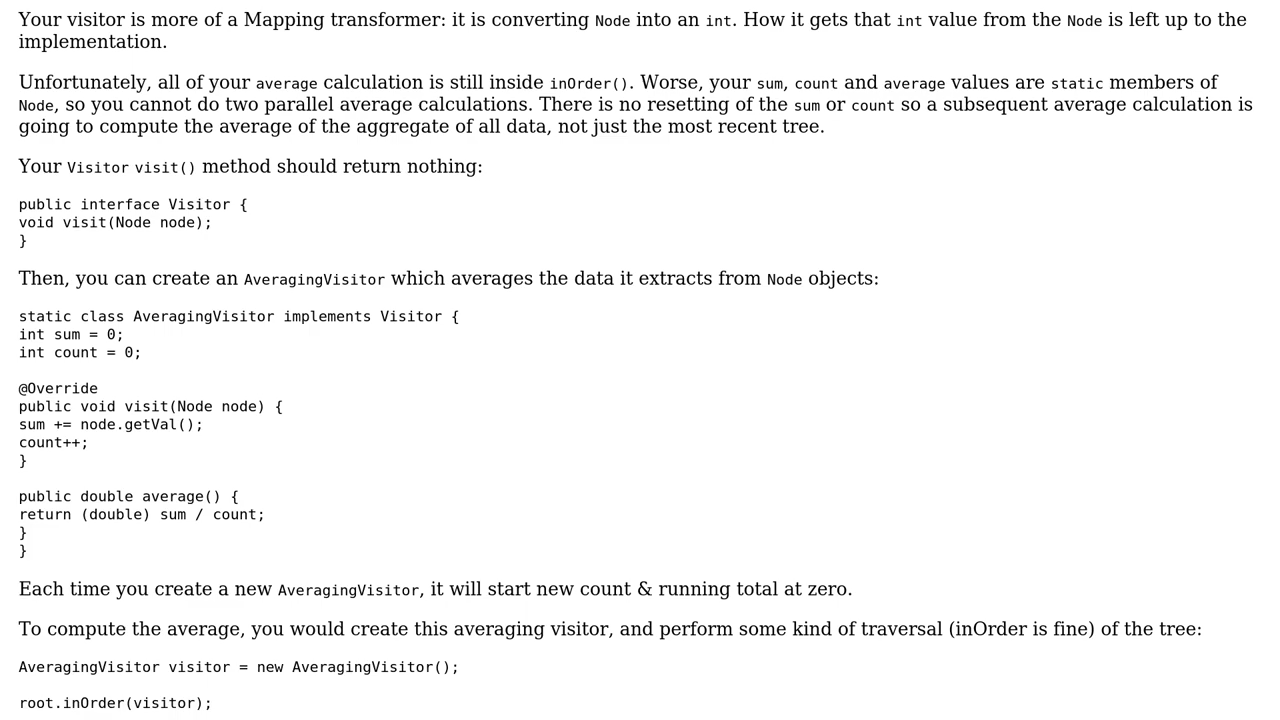 Your visitor is more of a Mapping transformer: it is converting Node into an int. How it gets that int value from the Node is left up to the
implementation.
Unfortunately, all of your average calculation is still inside inOrder(). Worse, your sum, count and average values are static members of
Node, so you cannot do two parallel average calculations. There is no resetting of the sum or count so a subsequent average calculation is
going to compute the average of the aggregate of all data, not just the most recent tree.
Your Visitor visit() method should return nothing:
public interface Visitor {
void visit(Node node);
}
Then, you can create an AveragingVisitor which averages the data it extracts from Node objects:
static class AveragingVisitor implements Visitor {
int sum = 0;
int count = 0;
@Override
public void visit(Node node) {
sum += node.getVal();
count++;
}
public double average() {
return (double) sum / count;
}
}
Each time you create a new AveragingVisitor, it will start new count & running total at zero.
To compute the average, you would create this averaging visitor, and perform some kind of traversal (inOrder is fine) of the tree:
AveragingVisitor visitor = new AveragingVisitor();
root.inOrder(visitor);